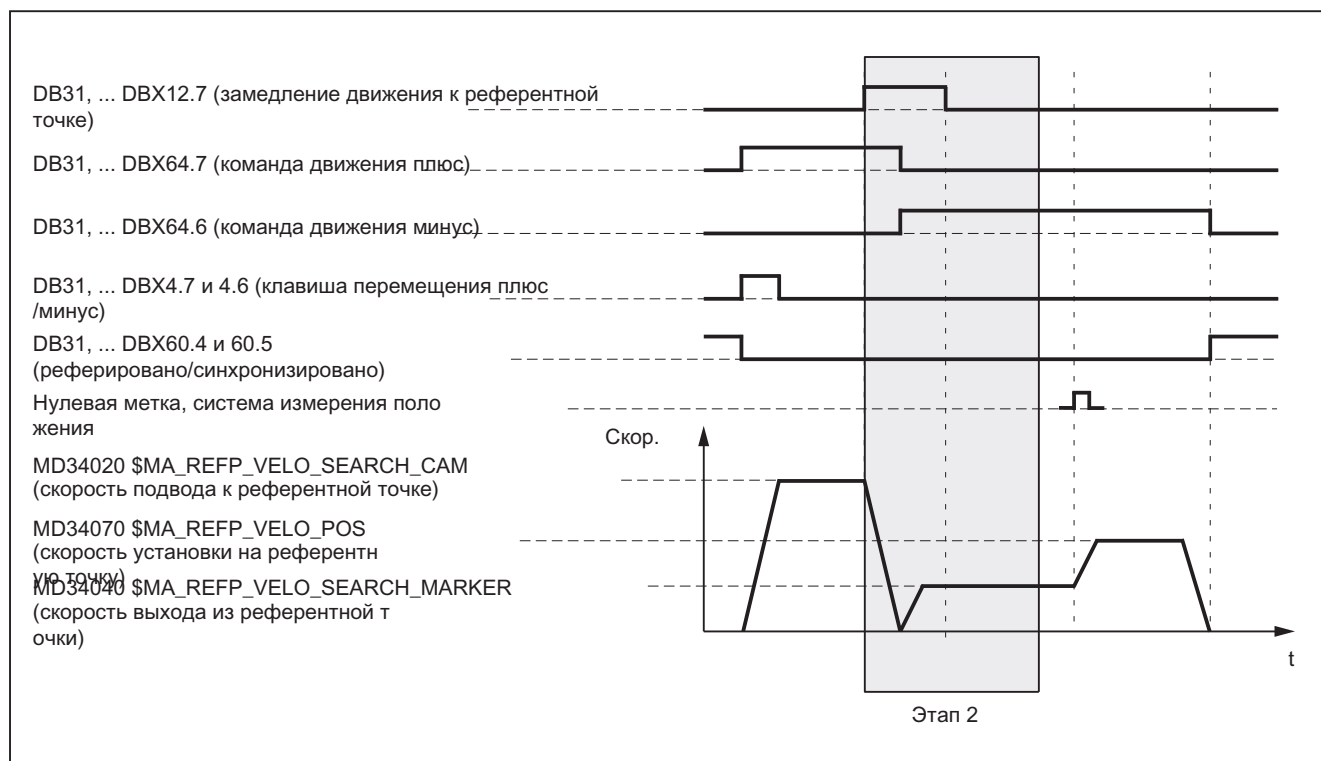 DB31, ... DBX12.7 (замедление движения к референтной
точке)
DB31, ... DBX64.7 (команда движения плюс)
DB31, ... DBX64.6 (команда движения минус)
DB31, ... DBX4.7 и 4.6 (клавиша перемещения плюс
/минус)
DB31, ... DBX60.4 и 60.5
(реферировано/синхронизировано)
Нулевая метка, система измерения поло
жения
Скор.
MD34020 $MA_REFP_VELO_SEARCH_CAM
(скорость подвода к референтной точке)
MD34070 $MA_REFP_VELO_POS
(скорость установки на референтн
ую точку)
MD34040 $MA_REFP_VELO_SEARCH_MARKER
(скорость выхода из референтной т
очки)
t
Этап 2